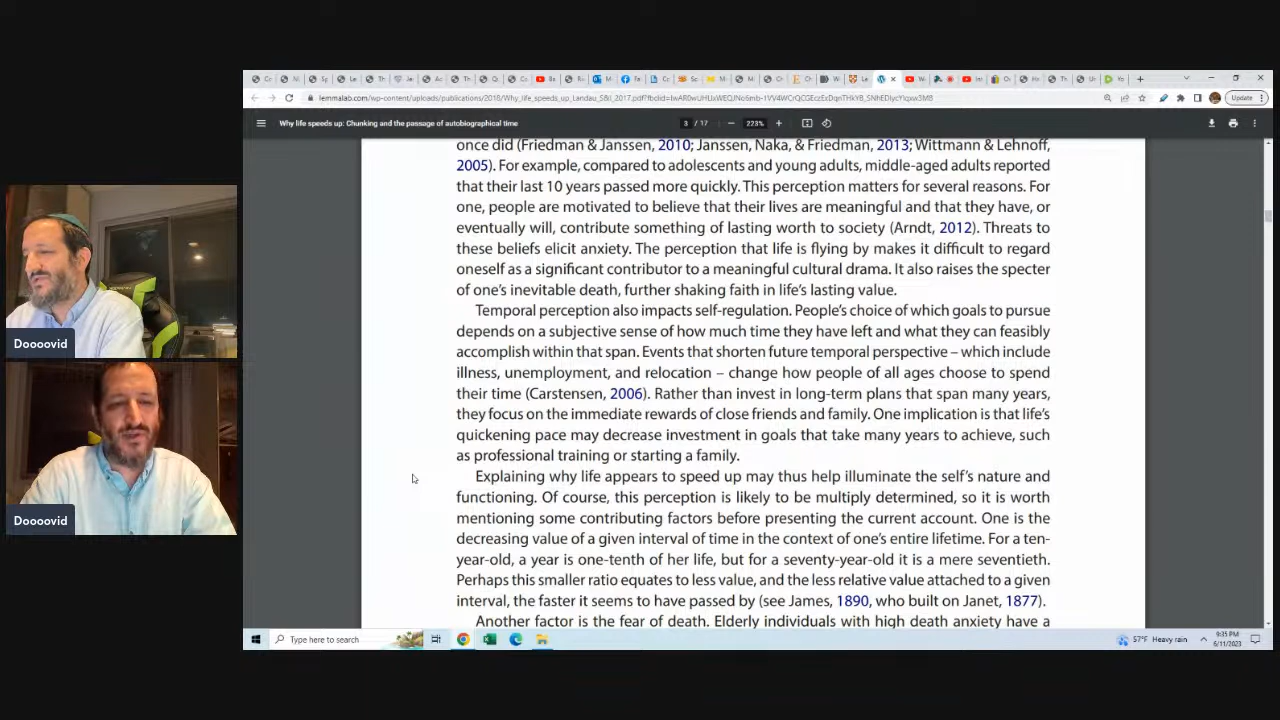 lemmalab.com/wp-content/uploads/publications/2018/Why_life_speeds_up_Landau_S&I_2017.pdf
Update
Why life speeds up: Chunking and the passage of autobiographical time
3 / 17
223%
once did (Friedman & Janssen, 2010; Janssen, Naka, & Friedman, 2013; Wittmann & Lehnoff,
2005). For example, compared to adolescents and young adults, middle-aged adults reported
that their last 10 years passed more quickly. This perception matters for several reasons. For
one, people are motivated to believe that their lives are meaningful and that they have, or
eventually will, contribute something of lasting worth to society (Arndt, 2012). Threats to
these beliefs elicit anxiety. The perception that life is flying by makes it difficult to regard
oneself as a significant contributor to a meaningful cultural drama. It also raises the specter
of one's inevitable death, further shaking faith in life's lasting value.
Temporal perception also impacts self-regulation. People's choice of which goals to pursue
depends on a subjective sense of how much time they have left and what they can feasibly
accomplish within that span. Events that shorten future temporal perspective – which include
illness, unemployment, and relocation – change how people of all ages choose to spend
their time (Carstensen, 2006). Rather than invest in long-term plans that span many years,
they focus on the immediate rewards of close friends and family. One implication is that life's
quickening pace may decrease investment in goals that take many years to achieve, such
as professional training or starting a family.
Explaining why life appears to speed up may thus help illuminate the self's nature and
functioning. Of course, this perception is likely to be multiply determined, so it is worth
mentioning some contributing factors before presenting the current account. One is the
decreasing value of a given interval of time in the context of one's entire lifetime. For a ten-
year-old, a year is one-tenth of her life, but for a seventy-year-old it is a mere seventieth.
Perhaps this smaller ratio equates to less value, and the less relative value attached to a given
interval, the faster it seems to have passed by (see James, 1890, who built on Janet, 1877).
Another factor is the fear of death. Elderly individuals with high death anxiety have a
Doooovid
Doooovid
Type here to search
57°F Heavy rain
9:35 PM
6/11/2023